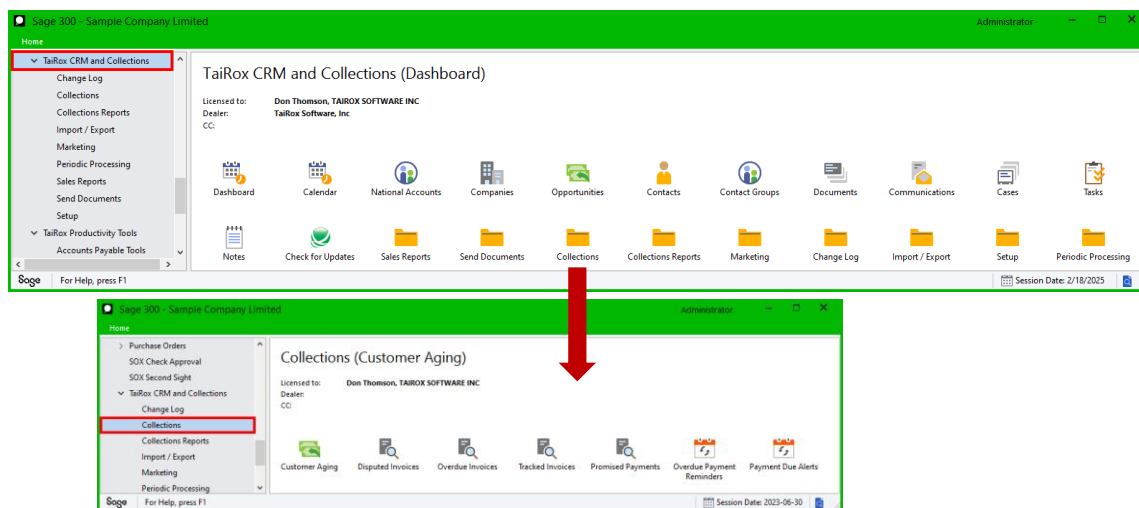 Sage 300 - Sample Company Limited
Administrator
Home
TaiRox CRM and Collections
Change Log
Collections
Collections Reports
Import / Export
Marketing
Periodic Processing
Sales Reports
Send Documents
Setup
TaiRox Productivity Tools
Accounts Payable Tools
TaiRox CRM and Collections (Dashboard)
Licensed to: Don Thomson, TAIROX SOFTWARE INC
Dealer: TaiRox Software, Inc
CC:
Dashboard Calendar National Accounts Companies Opportunities Contacts Contact Groups Documents Communications Cases Tasks
Notes Check for Updates Sales Reports Send Documents Collections Collections Reports Marketing Change Log Import / Export Setup Periodic Processing
Sage For Help, press F1 Session Date: 2/18/2025
Sage 300 - Sample Company Limited
Administrator
Home
Purchase Orders
SOX Check Approval
SOX Second Sight
TaiRox CRM and Collections
Change Log
Collections
Collections Reports
Import / Export
Marketing
Periodic Processing
Collections (Customer Aging)
Licensed to: Don Thomson, TAIROX SOFTWARE INC
Dealer:
CC:
Customer Aging Disputed Invoices Overdue Invoices Tracked Invoices Promised Payments Overdue Payment Payment Due Alerts
Reminders
Sage For Help, press F1 Session Date: 2023-06-30